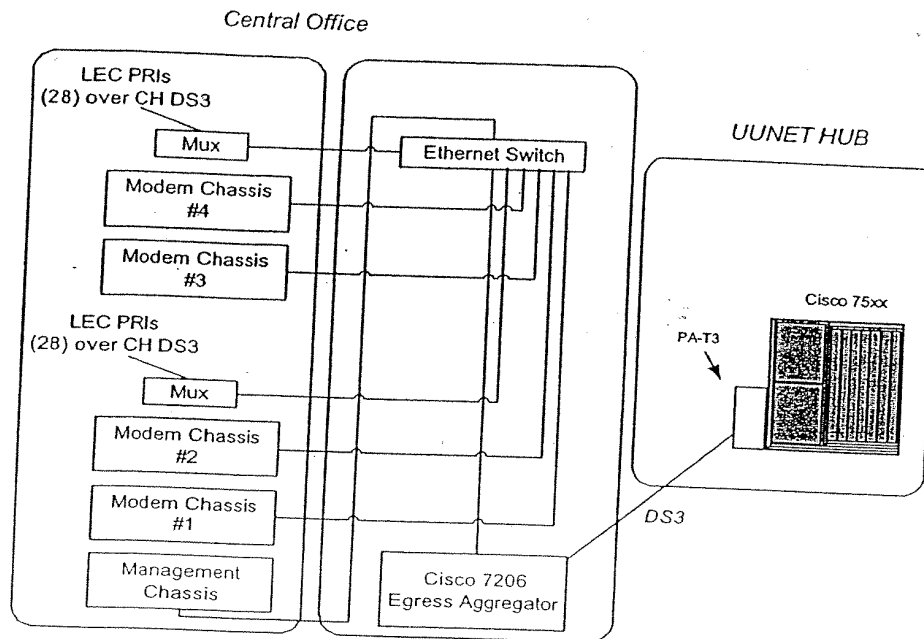 Central Office
LEC PRIs
(28) over CH DS3
Mux
Modem Chassis
#4
Modem Chassis
#3
LEC PRIs
(28) over CH DS3
Mux
Modem Chassis
#2
Modem Chassis
#1
Management
Chassis
Ethernet Switch
Cisco 7206
Egress Aggregator
DS3
UUNET HUB
Cisco 75xx
PA-T3